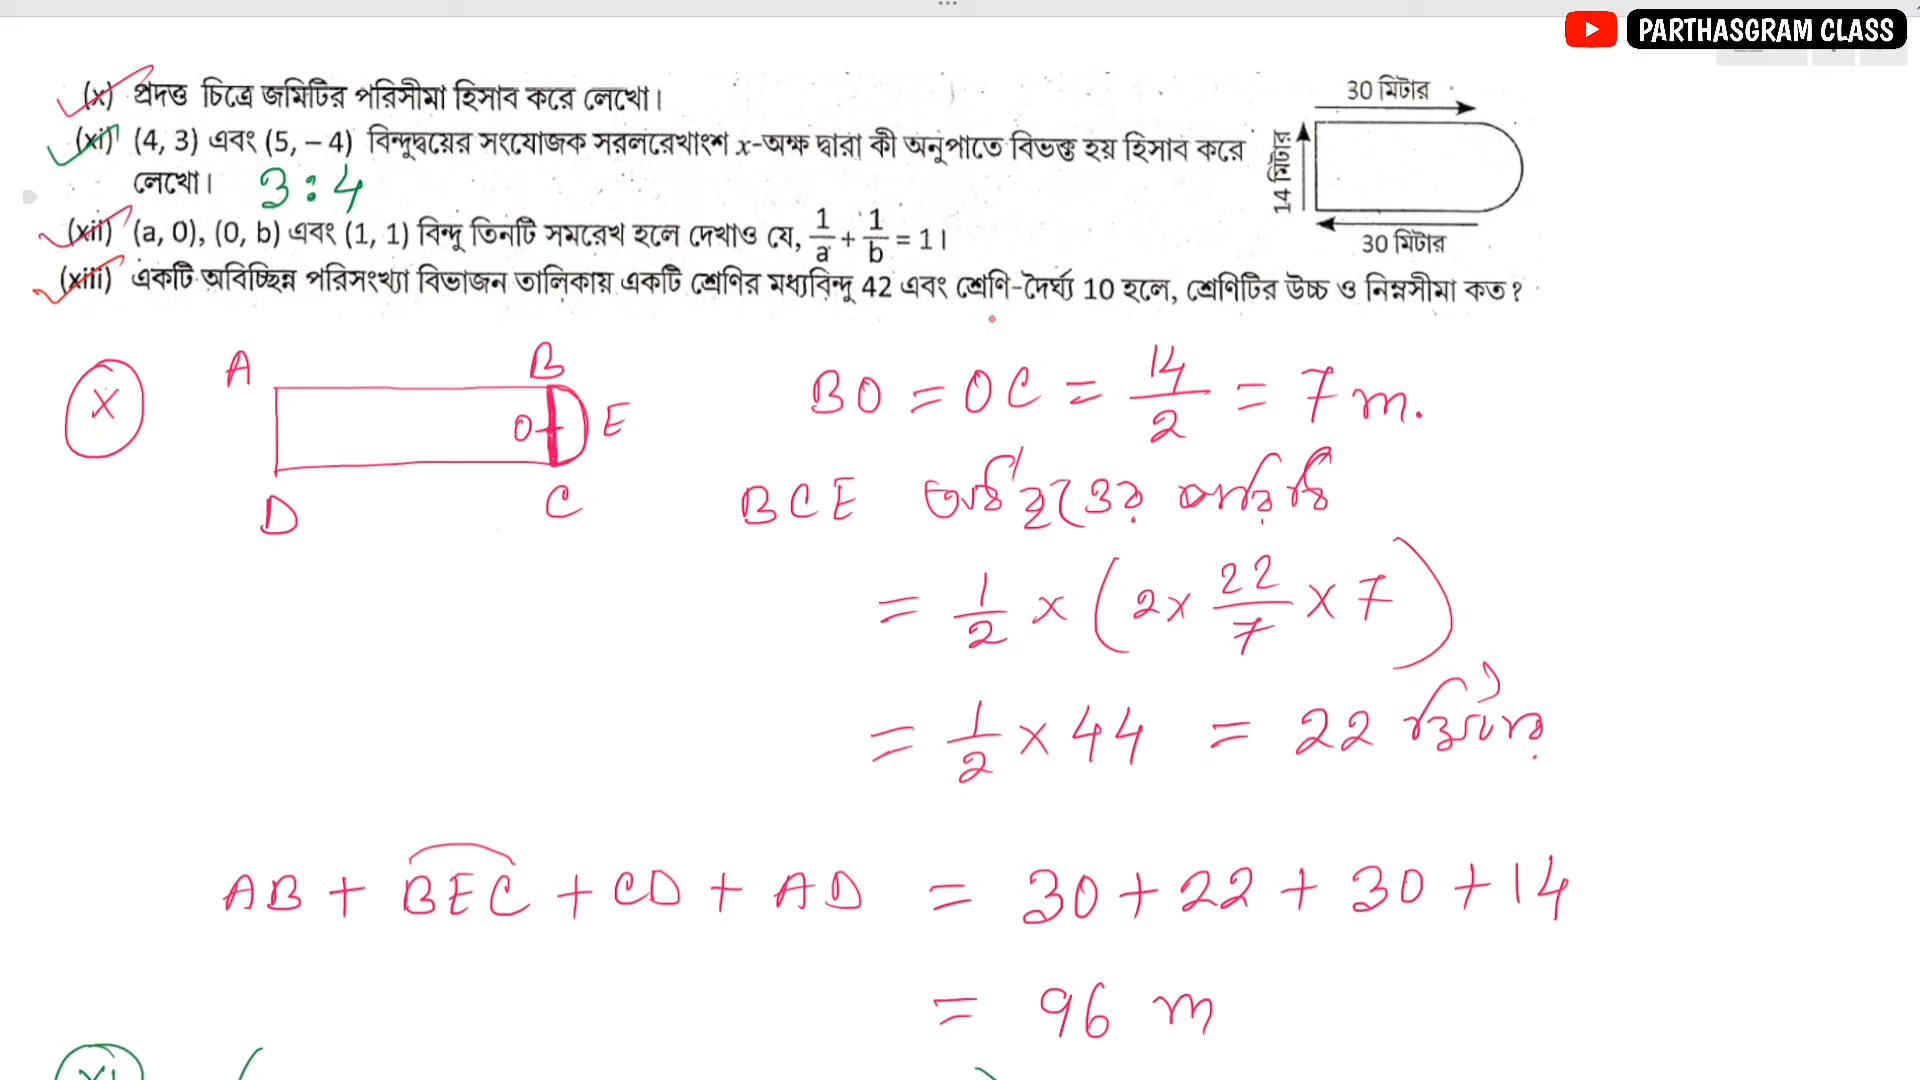 PARTHASGRAM CLASS
(x) প্রদত্ত চিত্রে জমিটির পরিসীমা হিসাব করে লেখো।
30 মিটার
14 মিটার
30 মিটার
(xi) (4, 3) এবং (5, – 4) বিন্দুদ্বয়ের সংযোজক সরলরেখাংশ x-অক্ষ দ্বারা কী অনুপাতে বিভক্ত হয় হিসাব করে
লেখো। 3 : 4
(xii) (a, 0), (0, b) এবং (1, 1) বিন্দু তিনটি সমরেখ হলে দেখাও যে, 1/a + 1/b = 1।
(xiii) একটি অবিচ্ছিন্ন পরিসংখ্যা বিভাজন তালিকায় একটি শ্রেণির মধ্যবিন্দু 42 এবং শ্রেণি-দৈর্ঘ্য 10 হলে, শ্রেণিটির উচ্চ ও নিম্নসীমা কত?
X
A B
O E
D C
BO = OC = 14/2 = 7 m.
BCE অর্ধবৃত্তের পরিধি
= 1/2 × (2 × 22/7 × 7)
= 1/2 × 44 = 22 মিটার
AB + BEC + CD + AD = 30 + 22 + 30 + 14
= 96 m